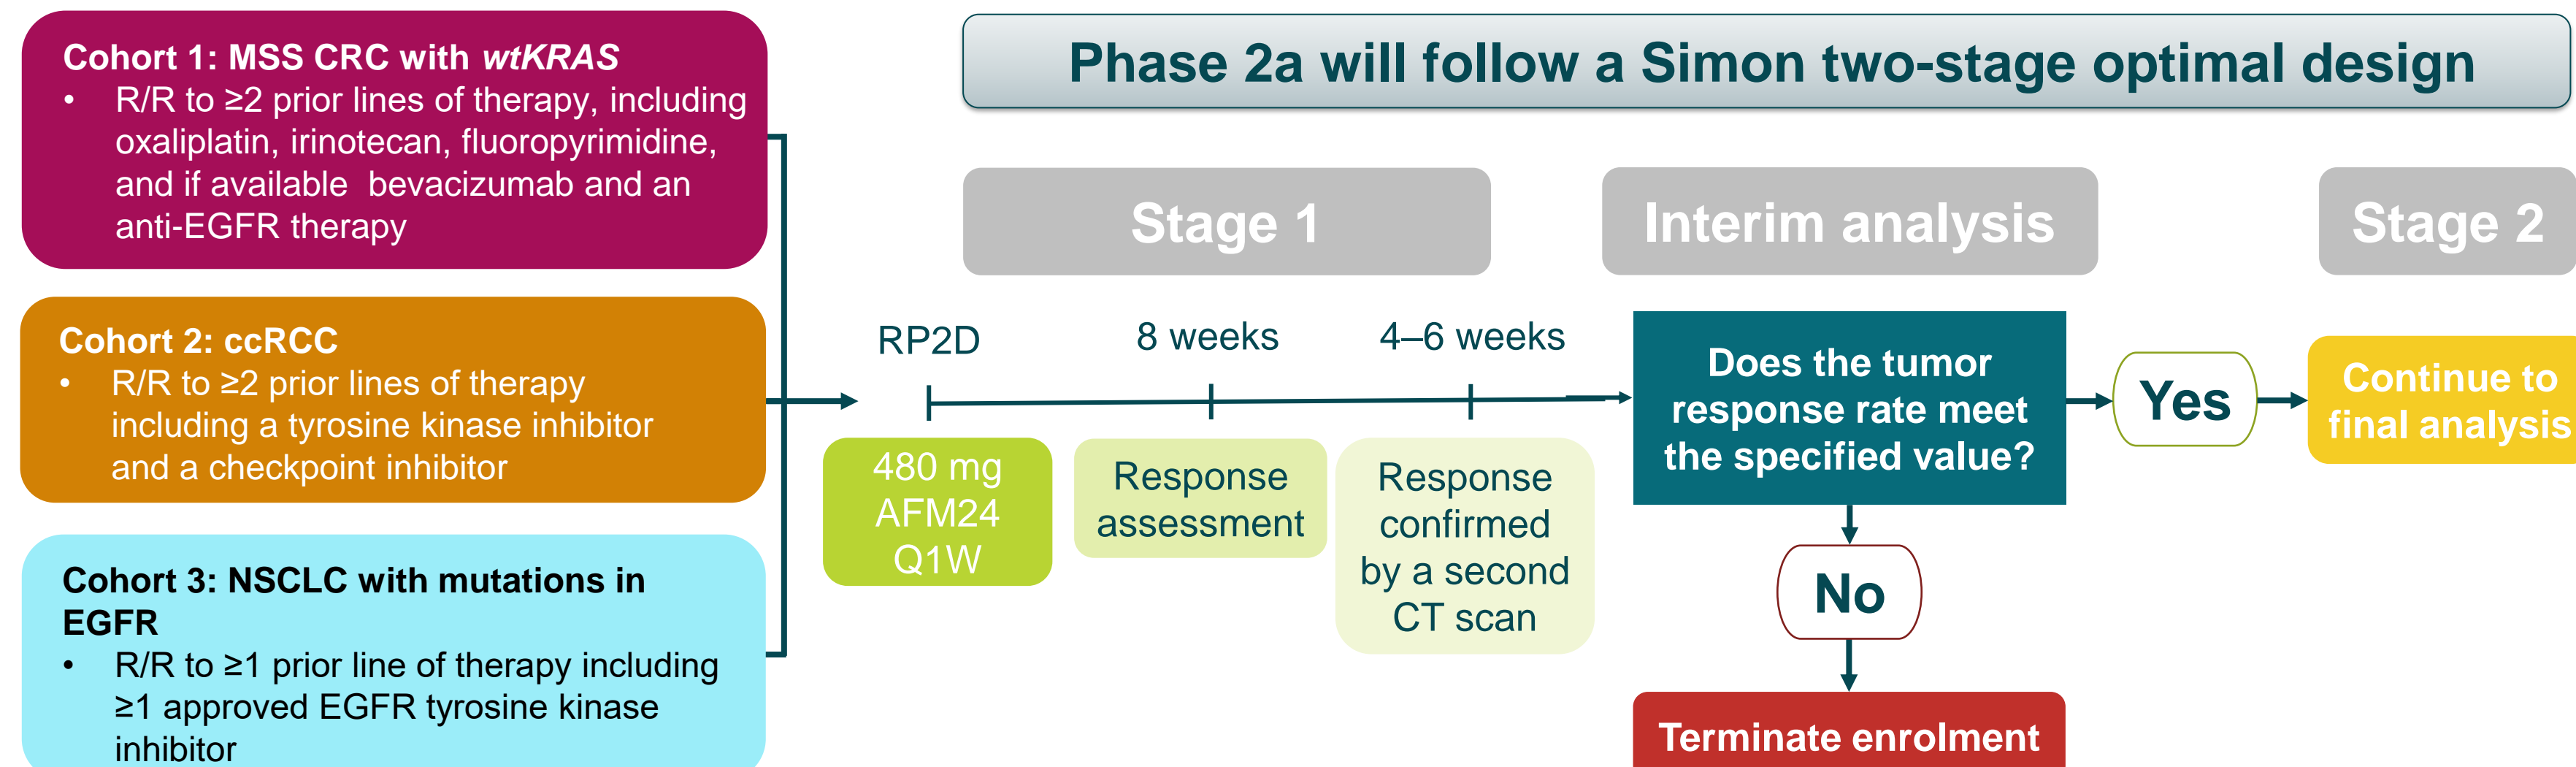 Cohort 1: MSS CRC with wtKRAS
• R/R to ≥2 prior lines of therapy, including
oxaliplatin, irinotecan, fluoropyrimidine,
and if available bevacizumab and an
anti-EGFR therapy
Cohort 2: ccRCC
• R/R to ≥2 prior lines of therapy
including a tyrosine kinase inhibitor
and a checkpoint inhibitor
Cohort 3: NSCLC with mutations in
EGFR
• R/R to ≥1 prior line of therapy including
≥1 approved EGFR tyrosine kinase
inhibitor
Phase 2a will follow a Simon two-stage optimal design
Stage 1
Interim analysis
Stage 2
RP2D
8 weeks
4–6 weeks
480 mg
AFM24
Q1W
Response
assessment
Response
confirmed
by a second
CT scan
Does the tumor
response rate meet
the specified value?
Yes
Continue to
final analysis
No
Terminate enrolment